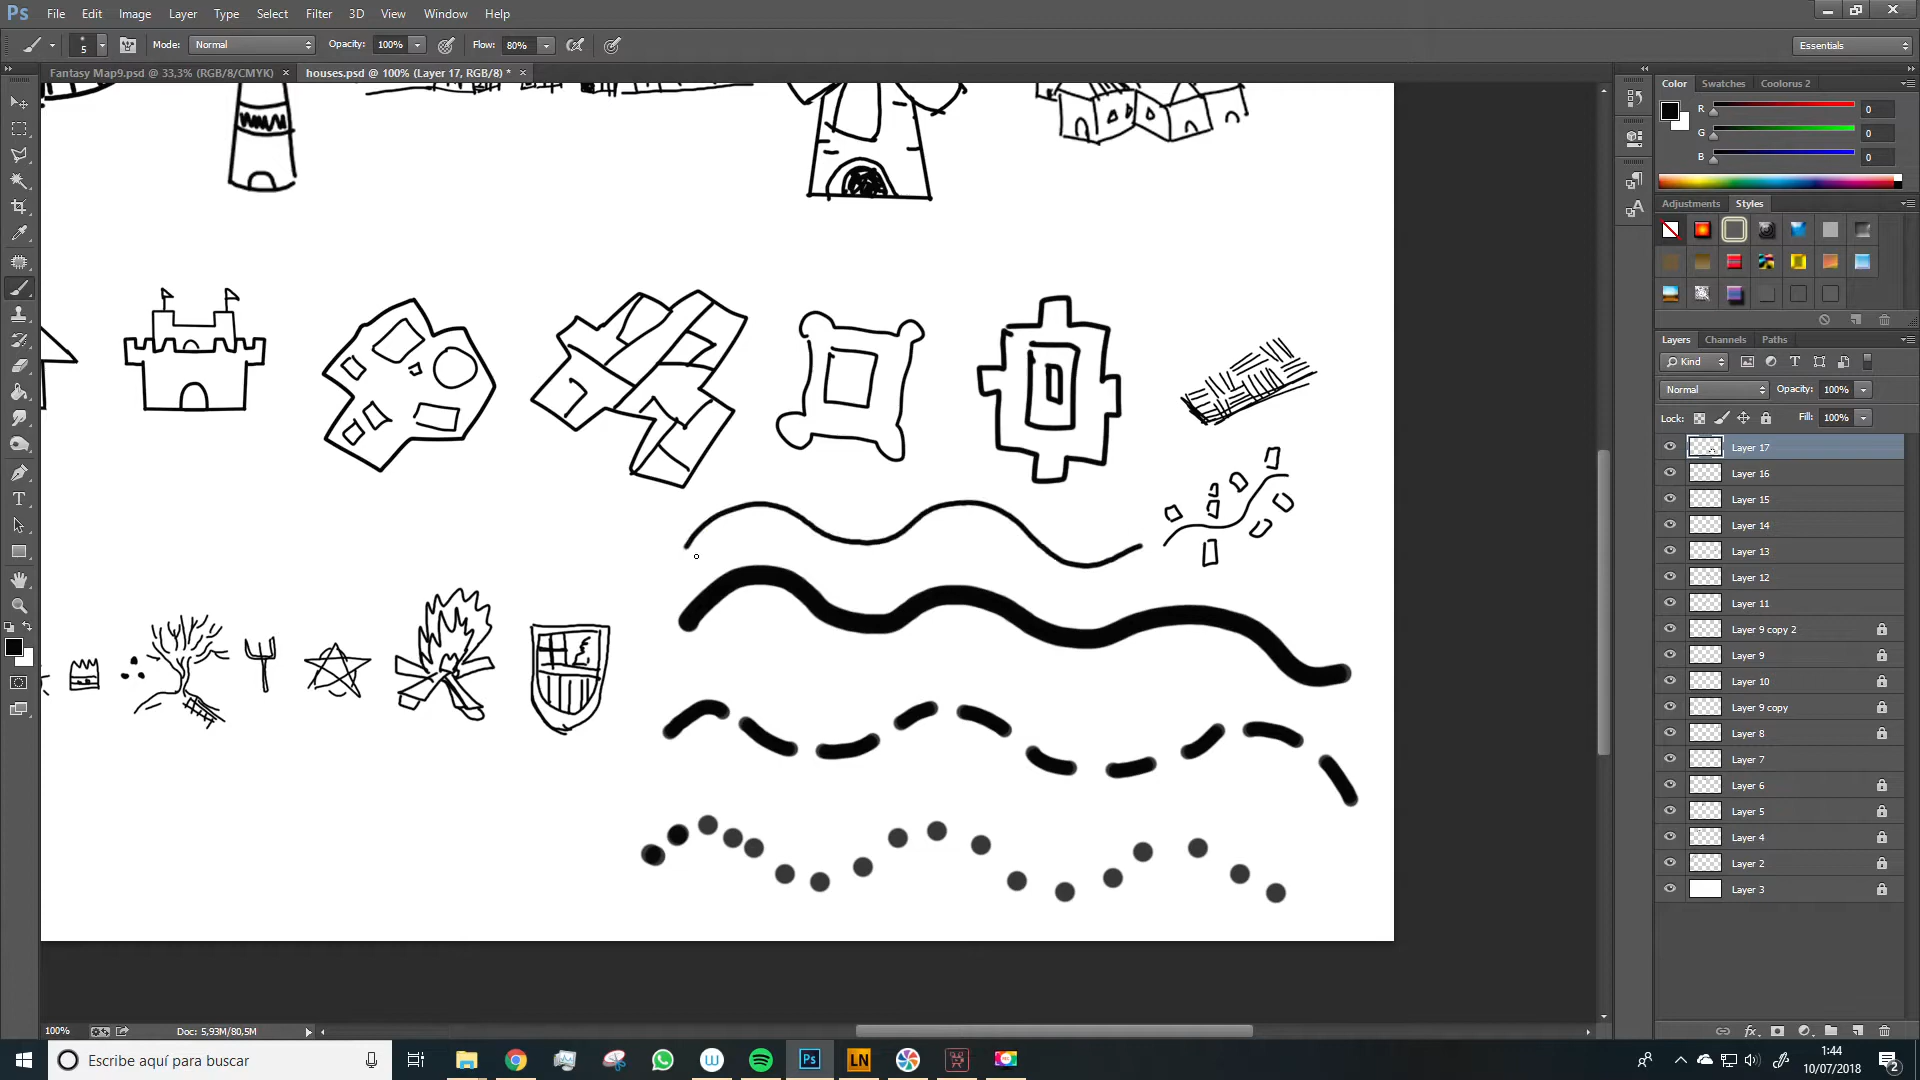 Ps File Edit Image Layer Type Select Filter 3D View Window Help
5 Mode: Normal Opacity: 100% Flow: 80% Essentials
Fantasy Map9.psd @ 33,3% (RGB/8/CMYK) × houses.psd @ 100% (Layer 17, RGB/8) * ×
Color Swatches Coolorus 2
R 0
G 0
B 0
Adjustments Styles
Layers Channels Paths
Kind
Normal Opacity: 100%
Lock: Fill: 100%
Layer 17
Layer 16
Layer 15
Layer 14
Layer 13
Layer 12
Layer 11
Layer 9 copy 2
Layer 9
Layer 10
Layer 9 copy
Layer 8
Layer 7
Layer 6
Layer 5
Layer 4
Layer 2
Layer 3
100% Doc: 5,93M/80,5M
Escribe aquí para buscar
W Ps LN
1:44
10/07/2018
2